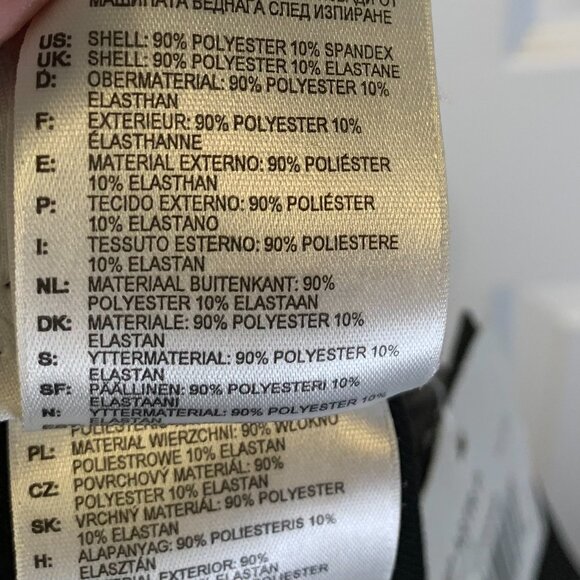 МАШИНАТА ВЕДНАГА СЛЕД ИЗПИРАНЕ
US: SHELL: 90% POLYESTER 10% SPANDEX
UK: SHELL: 90% POLYESTER 10% ELASTANE
D: OBERMATERIAL: 90% POLYESTER 10%
ELASTHAN
F: EXTERIEUR: 90% POLYESTER 10%
ÉLASTHANNE
E: MATERIAL EXTERNO: 90% POLIÉSTER
10% ELASTHAN
P: TECIDO EXTERNO: 90% POLIÉSTER
10% ELASTANO
I: TESSUTO ESTERNO: 90% POLIESTERE
10% ELASTAN
NL: MATERIAAL BUITENKANT: 90%
POLYESTER 10% ELASTAAN
DK: MATERIALE: 90% POLYESTER 10%
ELASTAN
S: YTTERMATERIAL: 90% POLYESTER 10%
ELASTAN
SF: PÄÄLLINEN: 90% POLYESTERI 10%
ELASTAANI
N: YTTERMATERIAL: 90% POLYESTER 10%
PL: MATERIAŁ WIERZCHNI: 90% WŁÓKNO
POLIESTROWE 10% ELASTAN
CZ: POVRCHOVÝ MATERIÁL: 90%
POLYESTER 10% ELASTAN
SK: VRCHNÝ MATERIÁL: 90% POLYESTER
10% ELASTAN
H: ALAPANYAG: 90% POLIESTERIS 10%
ELASZTÁN
MATERIAL EXTERIOR: 90%
POLIESTER 10% ELASTAN